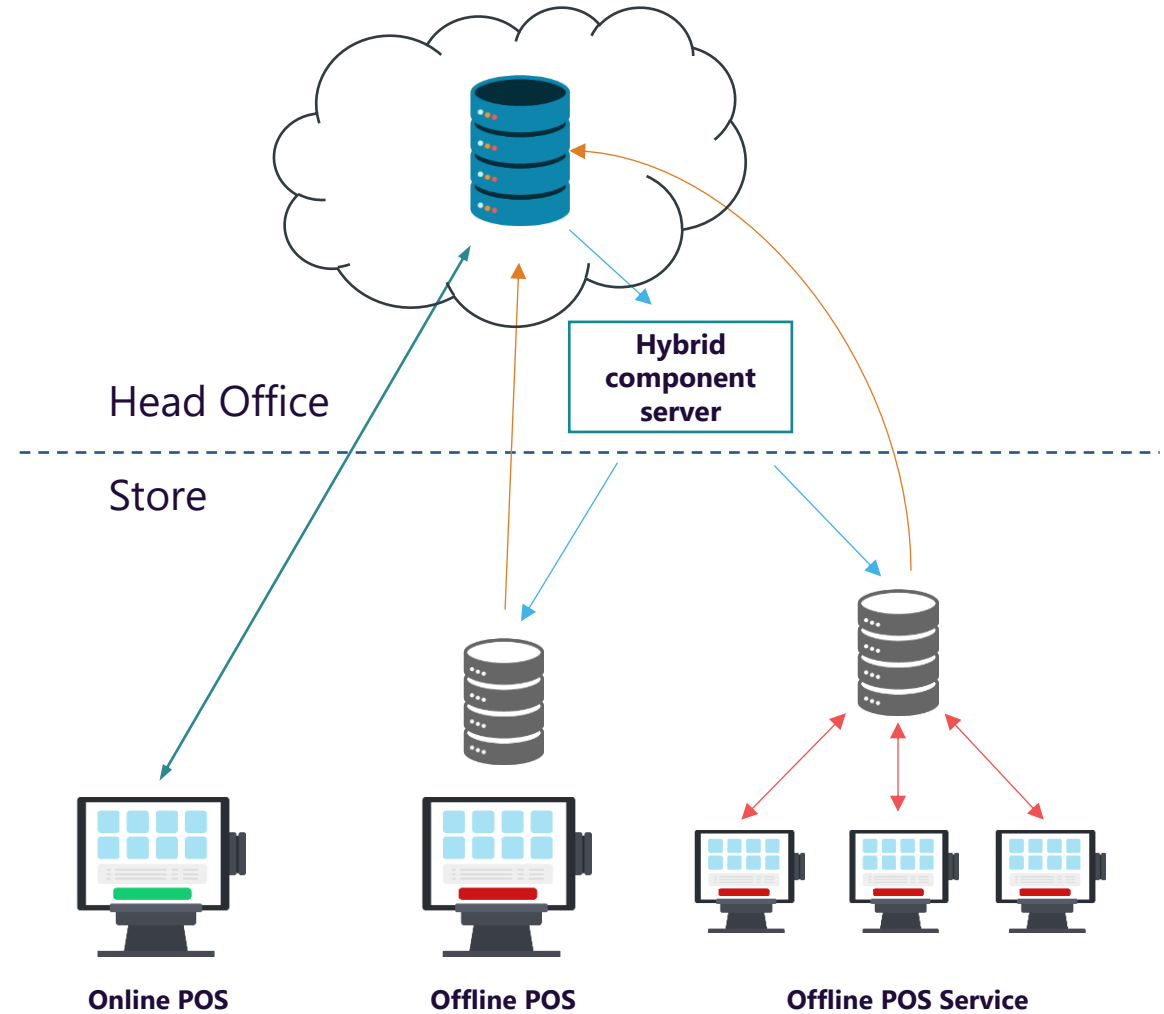 Hybrid
component
server
Head Office
Store
Online POS
Offline POS
Offline POS Service